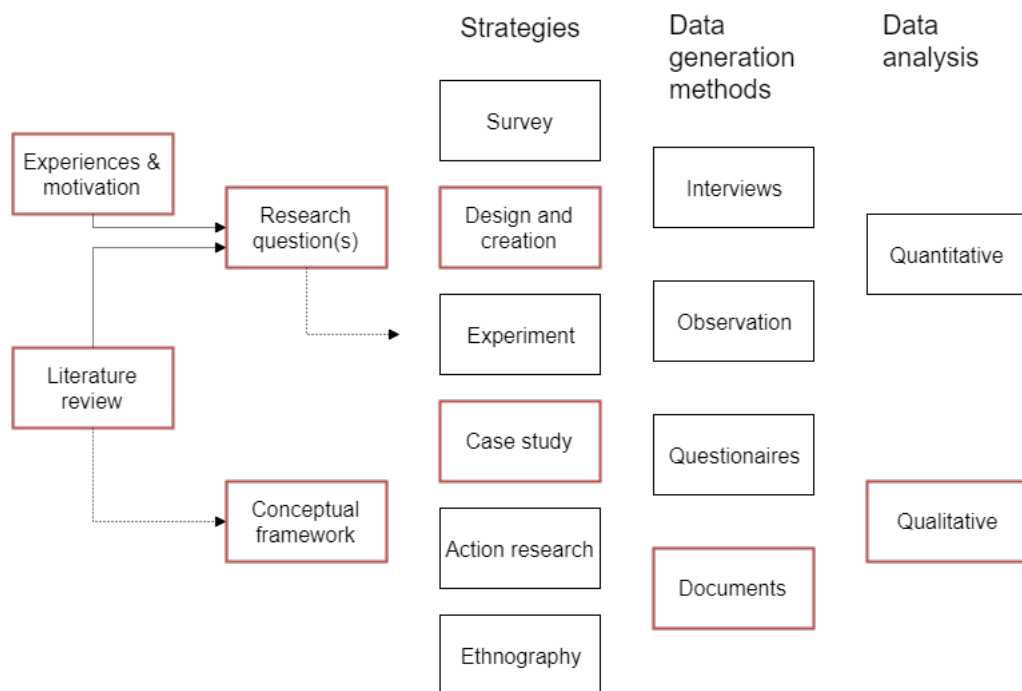 Strategies
Data
generation
methods
Data
analysis
Experiences &
motivation
Literature
review
Research
question(s)
Conceptual
framework
Survey
Design and
creation
Experiment
Case study
Action research
Ethnography
Interviews
Observation
Questionaires
Documents
Quantitative
Qualitative